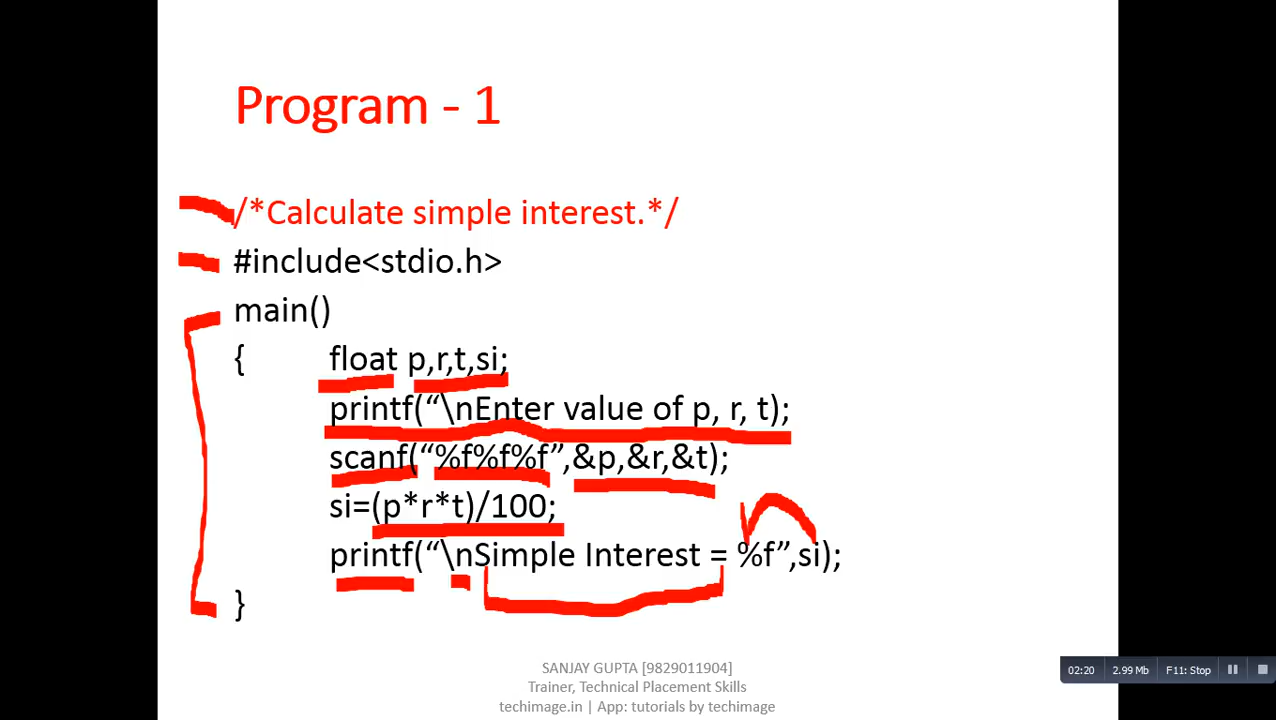 Program - 1
/*Calculate simple interest.*/
#include<stdio.h>
main()
{ float p,r,t,si;
printf(“\nEnter value of p, r, t);
scanf(“%f%f%f”,&p,&r,&t);
si=(p*r*t)/100;
printf(“\nSimple Interest = %f”,si);
}
SANJAY GUPTA [9829011904]
Trainer, Technical Placement Skills
techimage.in | App: tutorials by techimage
02:20 2.99 Mb F11: Stop